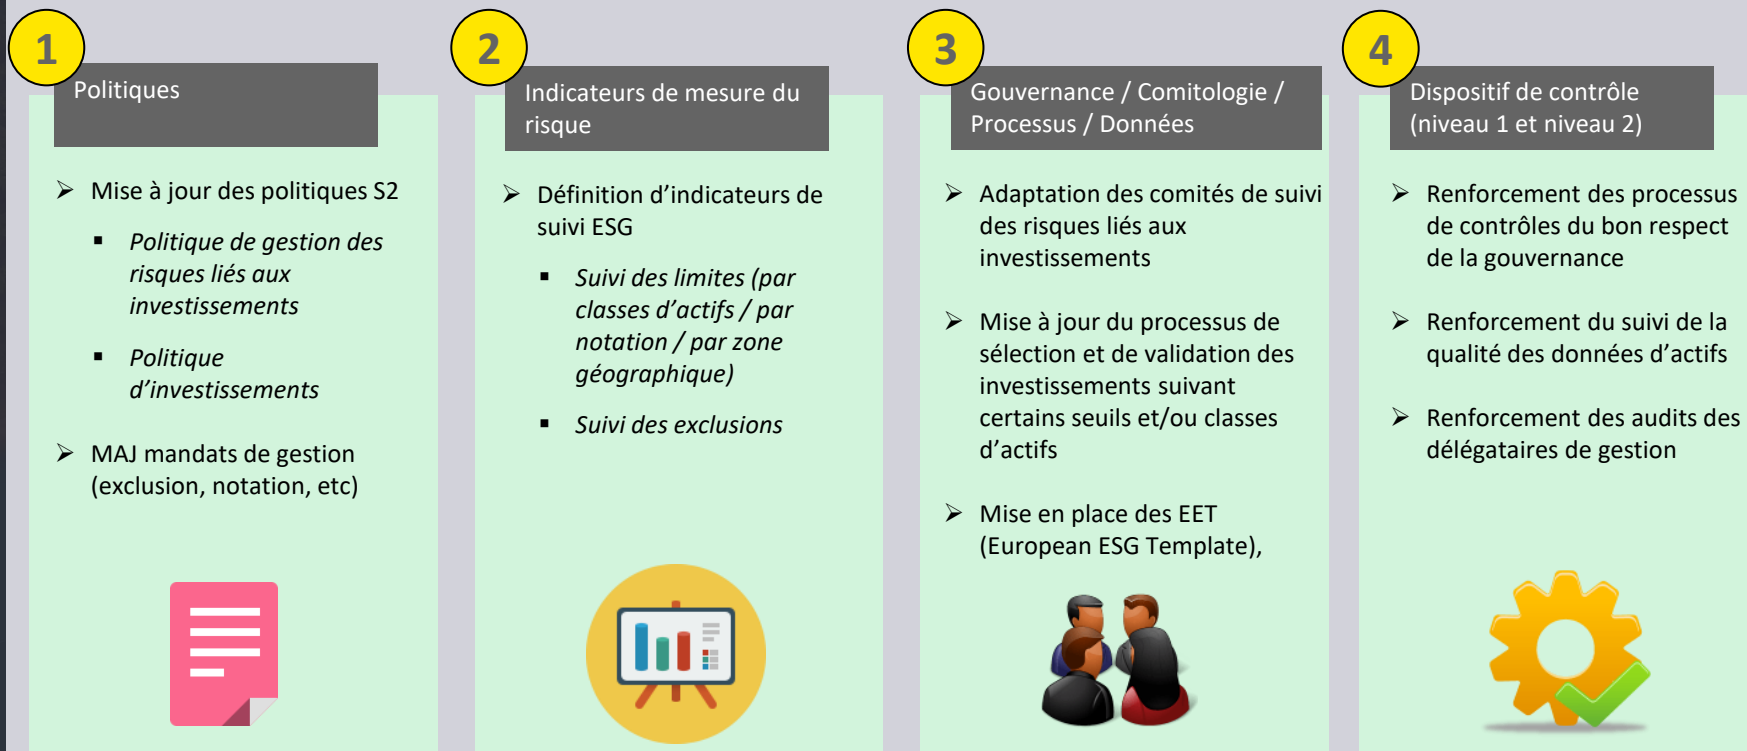 1
Politiques
➢ Mise à jour des politiques S2
▪ Politique de gestion des
risques liés aux
investissements
▪ Politique
d’investissements
➢ MAJ mandats de gestion
(exclusion, notation, etc)
2
Indicateurs de mesure du
risque
➢ Définition d’indicateurs de
suivi ESG
▪ Suivi des limites (par
classes d’actifs / par
notation / par zone
géographique)
▪ Suivi des exclusions
3
Gouvernance / Comitologie /
Processus / Données
➢ Adaptation des comités de suivi
des risques liés aux
investissements
➢ Mise à jour du processus de
sélection et de validation des
investissements suivant
certains seuils et/ou classes
d’actifs
➢ Mise en place des EET
(European ESG Template),
4
Dispositif de contrôle
(niveau 1 et niveau 2)
➢ Renforcement des processus
de contrôles du bon respect
de la gouvernance
➢ Renforcement du suivi de la
qualité des données d’actifs
➢ Renforcement des audits des
délégataires de gestion